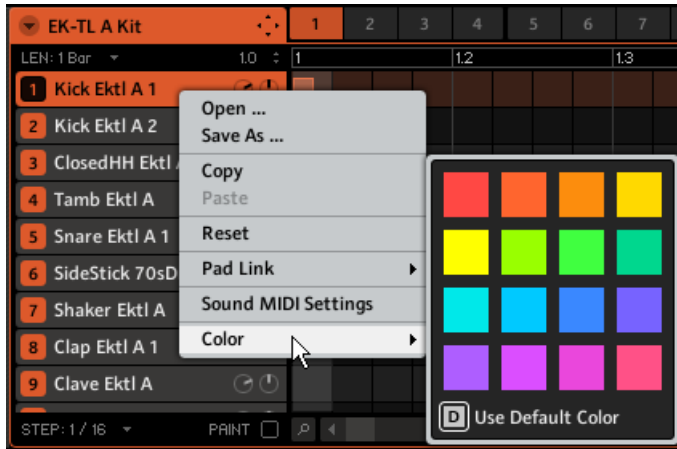 EK-TL A Kit 1 2 3 4 5 6 7
LEN: 1 Bar 1.0 1 1.2 1.3
1 Kick Ektl A 1
2 Kick Ektl A 2
3 ClosedHH Ektl
4 Tamb Ektl A
5 Snare Ektl A 1
6 SideStick 70sD
7 Shaker Ektl A
8 Clap Ektl A 1
9 Clave Ektl A
STEP: 1 / 16 PAINT
Open ...
Save As ...
Copy
Paste
Reset
Pad Link
Sound MIDI Settings
Color
D Use Default Color